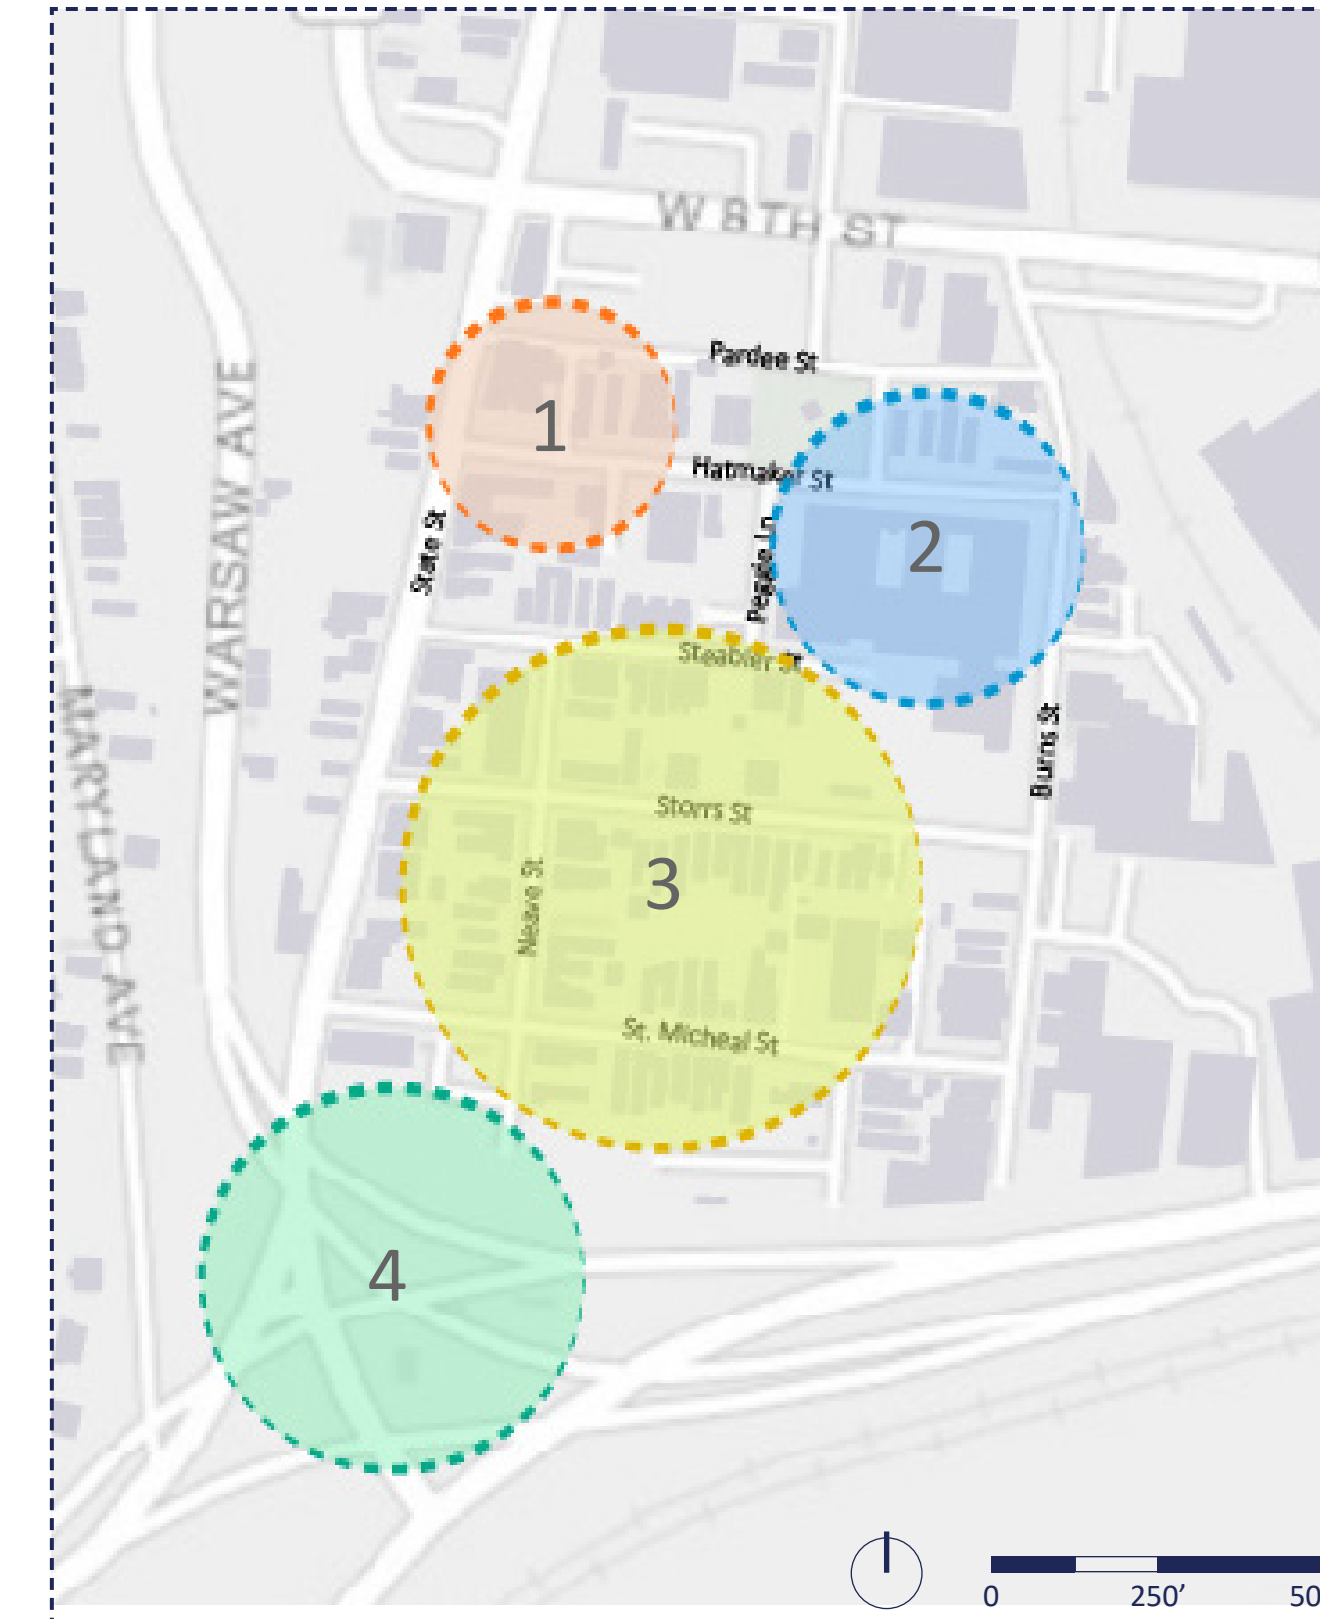 W 8TH ST
Pardee St
1
Hatmaker St
WARSAW AVE
State St
2
Peggie Ln
Steabler St
MARYLAND AVE
Burns St
Storrs St
3
Neave St
St. Micheal St
4
0 250’ 50